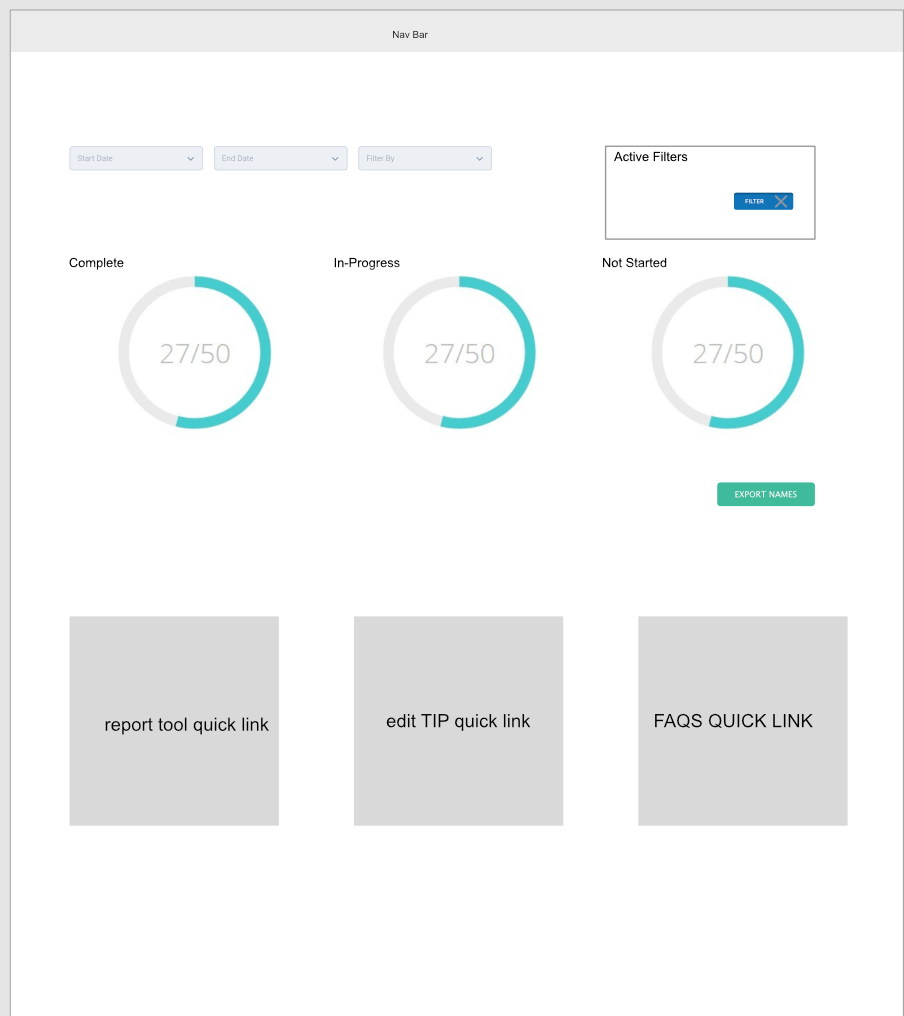 Nav Bar
Start Date
End Date
Filter By
Active Filters
FILTER
Complete
In-Progress
Not Started
27/50
27/50
27/50
EXPORT NAMES
report tool quick link
edit TIP quick link
FAQS QUICK LINK